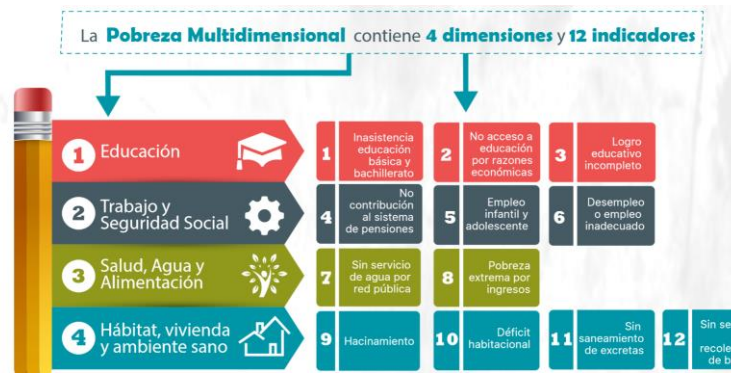 La Pobreza Multidimensional contiene 4 dimensiones y 12 indicadores
1 Educación
1 Inasistencia
educación
básica y
bachillerato
2 No acceso a
educación
por razones
económicas
3 Logro
educativo
incompleto
2 Trabajo y
Seguridad Social
4 No
contribución
al sistema
de pensiones
5 Empleo
infantil y
adolescente
6 Desempleo
o empleo
inadecuado
3 Salud, Agua y
Alimentación
7 Sin servicio
de agua por
red pública
8 Pobreza
extrema por
ingresos
4 Hábitat, vivienda
y ambiente sano
9 Hacinamiento
10 Déficit
habitacional
11 Sin
saneamiento
de excretas
12 Sin
de